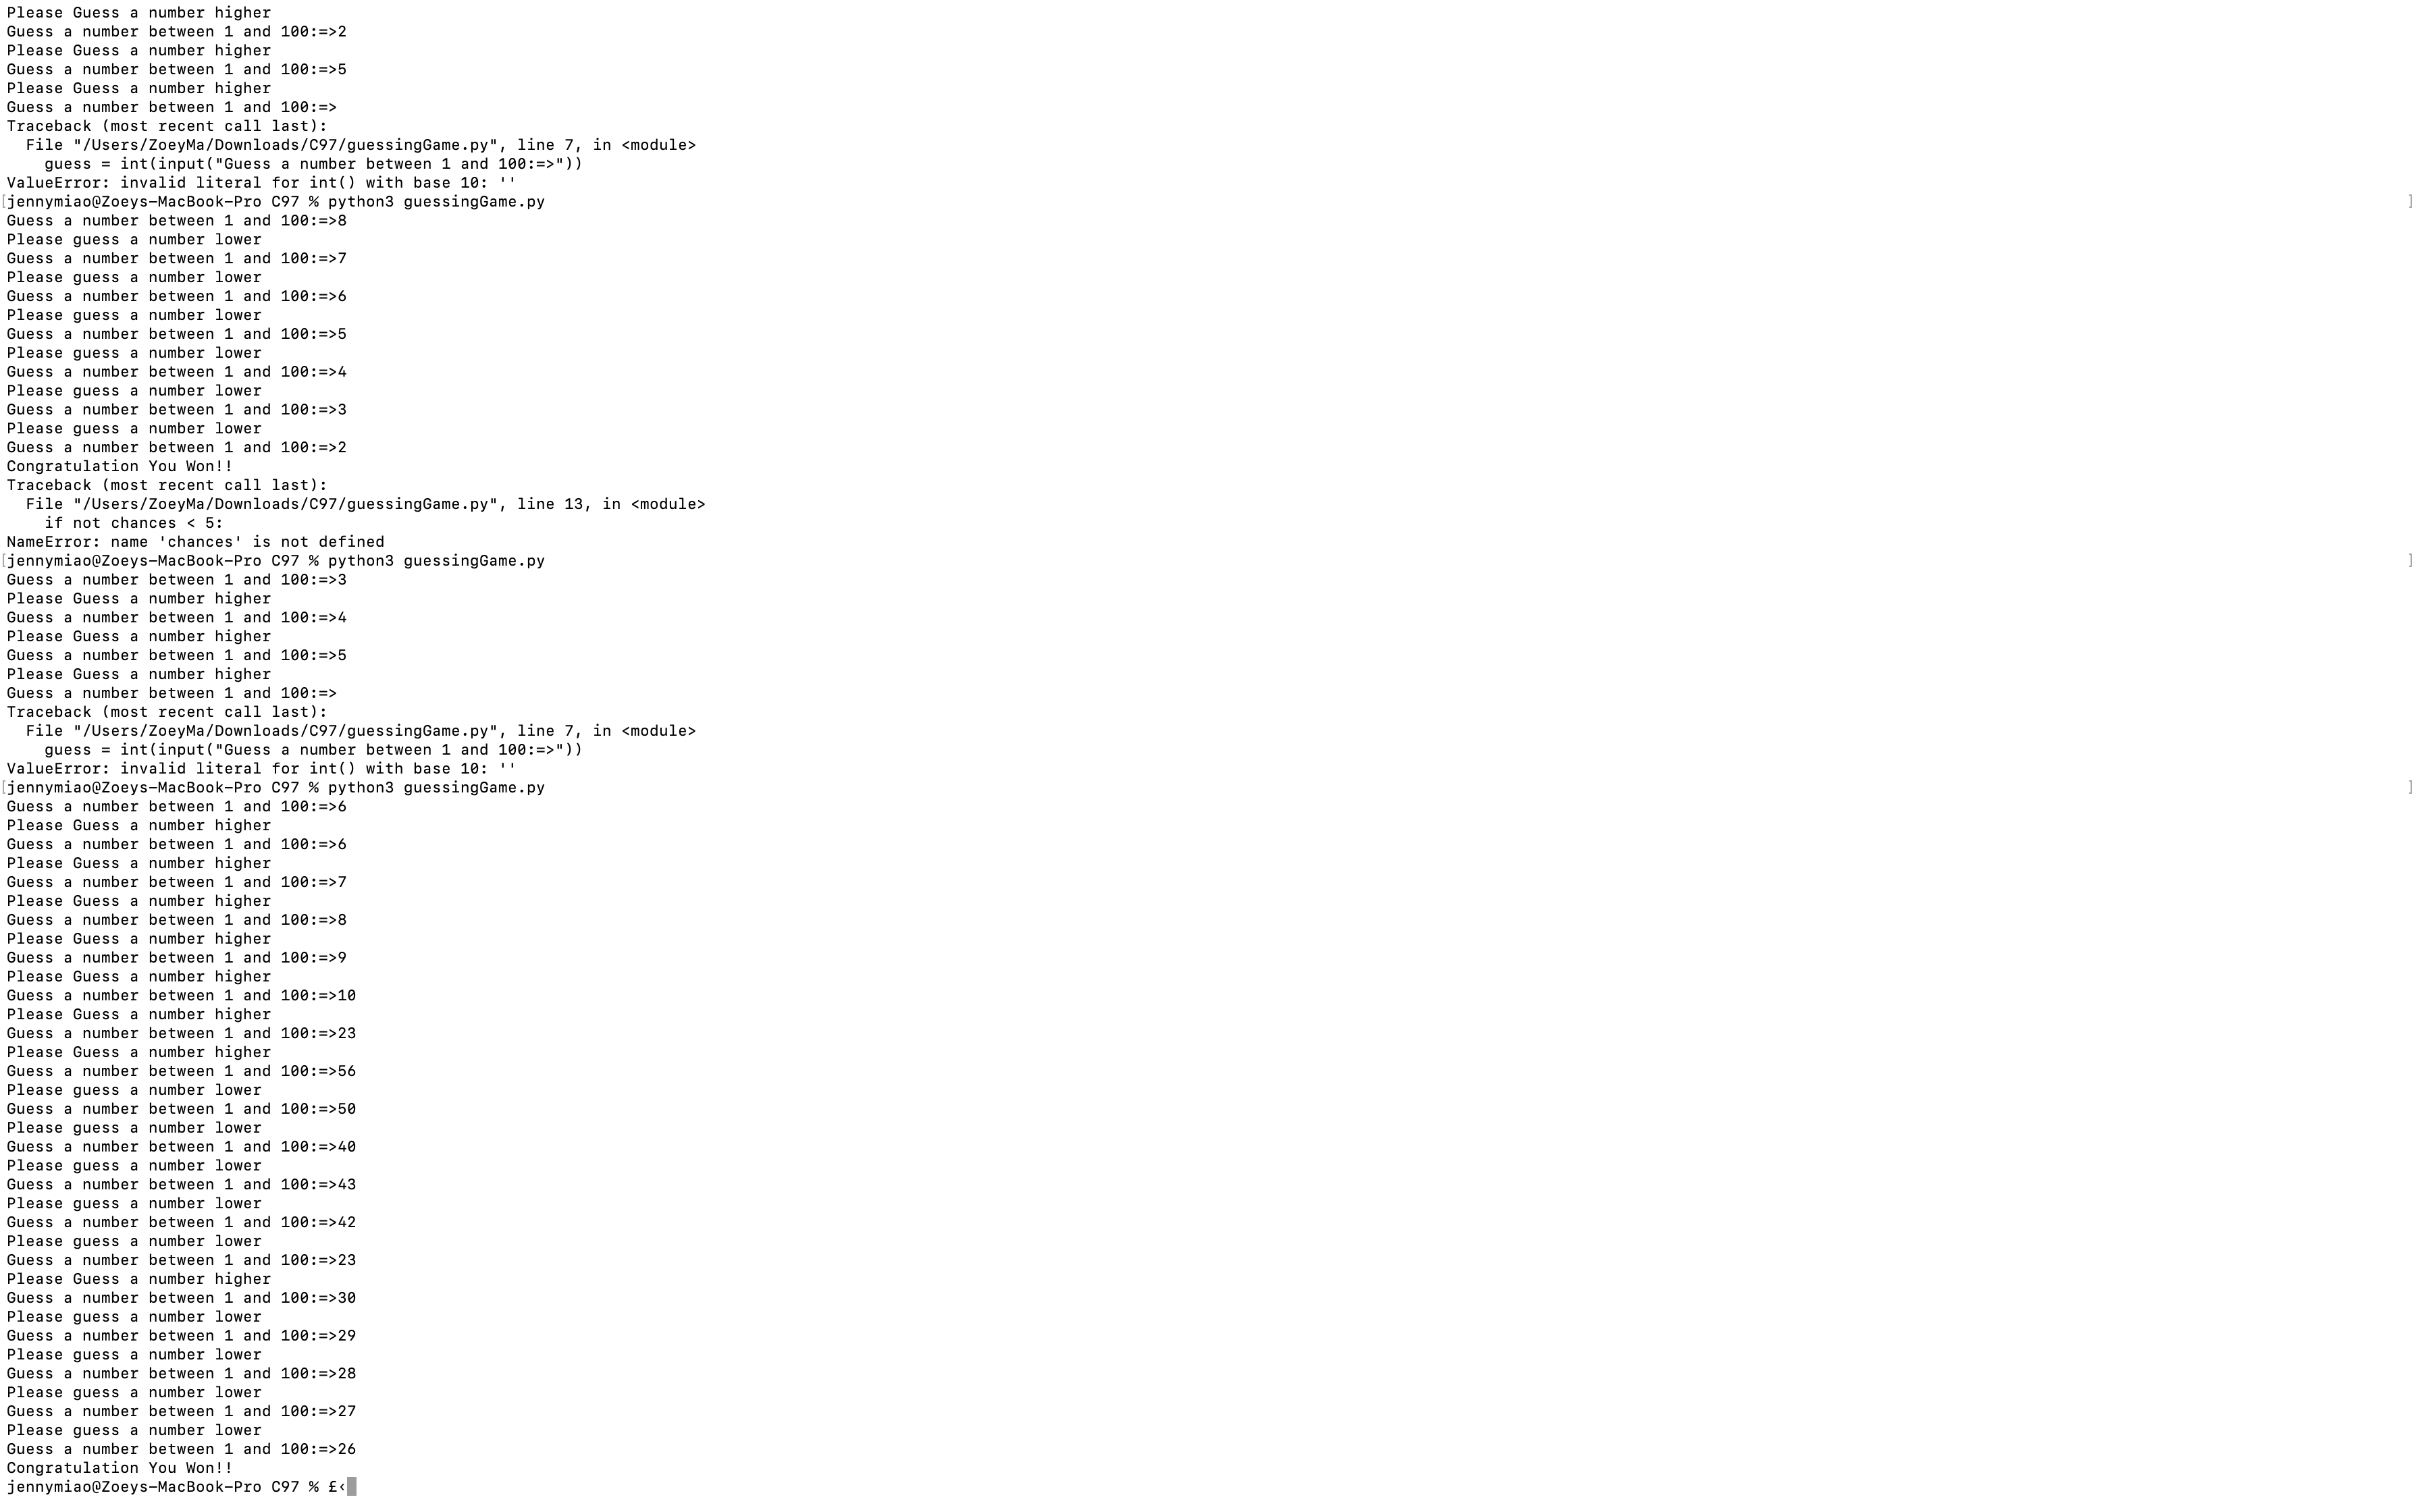 Please Guess a number higher
Guess a number between 1 and 100:=>2
Please Guess a number higher
Guess a number between 1 and 100:=>5
Please Guess a number higher
Guess a number between 1 and 100:=>
Traceback (most recent call last):
  File "/Users/ZoeyMa/Downloads/C97/guessingGame.py", line 7, in <module>
    guess = int(input("Guess a number between 1 and 100:=>"))
ValueError: invalid literal for int() with base 10: ''
[jennymiao@Zoeys-MacBook-Pro C97 % python3 guessingGame.py ]
Guess a number between 1 and 100:=>8
Please guess a number lower
Guess a number between 1 and 100:=>7
Please guess a number lower
Guess a number between 1 and 100:=>6
Please guess a number lower
Guess a number between 1 and 100:=>5
Please guess a number lower
Guess a number between 1 and 100:=>4
Please guess a number lower
Guess a number between 1 and 100:=>3
Please guess a number lower
Guess a number between 1 and 100:=>2
Congratulation You Won!!
Traceback (most recent call last):
  File "/Users/ZoeyMa/Downloads/C97/guessingGame.py", line 13, in <module>
    if not chances < 5:
NameError: name 'chances' is not defined
[jennymiao@Zoeys-MacBook-Pro C97 % python3 guessingGame.py ]
Guess a number between 1 and 100:=>3
Please Guess a number higher
Guess a number between 1 and 100:=>4
Please Guess a number higher
Guess a number between 1 and 100:=>5
Please Guess a number higher
Guess a number between 1 and 100:=>
Traceback (most recent call last):
  File "/Users/ZoeyMa/Downloads/C97/guessingGame.py", line 7, in <module>
    guess = int(input("Guess a number between 1 and 100:=>"))
ValueError: invalid literal for int() with base 10: ''
[jennymiao@Zoeys-MacBook-Pro C97 % python3 guessingGame.py ]
Guess a number between 1 and 100:=>6
Please Guess a number higher
Guess a number between 1 and 100:=>6
Please Guess a number higher
Guess a number between 1 and 100:=>7
Please Guess a number higher
Guess a number between 1 and 100:=>8
Please Guess a number higher
Guess a number between 1 and 100:=>9
Please Guess a number higher
Guess a number between 1 and 100:=>10
Please Guess a number higher
Guess a number between 1 and 100:=>23
Please Guess a number higher
Guess a number between 1 and 100:=>56
Please guess a number lower
Guess a number between 1 and 100:=>50
Please guess a number lower
Guess a number between 1 and 100:=>40
Please guess a number lower
Guess a number between 1 and 100:=>43
Please guess a number lower
Guess a number between 1 and 100:=>42
Please guess a number lower
Guess a number between 1 and 100:=>23
Please Guess a number higher
Guess a number between 1 and 100:=>30
Please guess a number lower
Guess a number between 1 and 100:=>29
Please guess a number lower
Guess a number between 1 and 100:=>28
Please guess a number lower
Guess a number between 1 and 100:=>27
Please guess a number lower
Guess a number between 1 and 100:=>26
Congratulation You Won!!
jennymiao@Zoeys-MacBook-Pro C97 % £‹